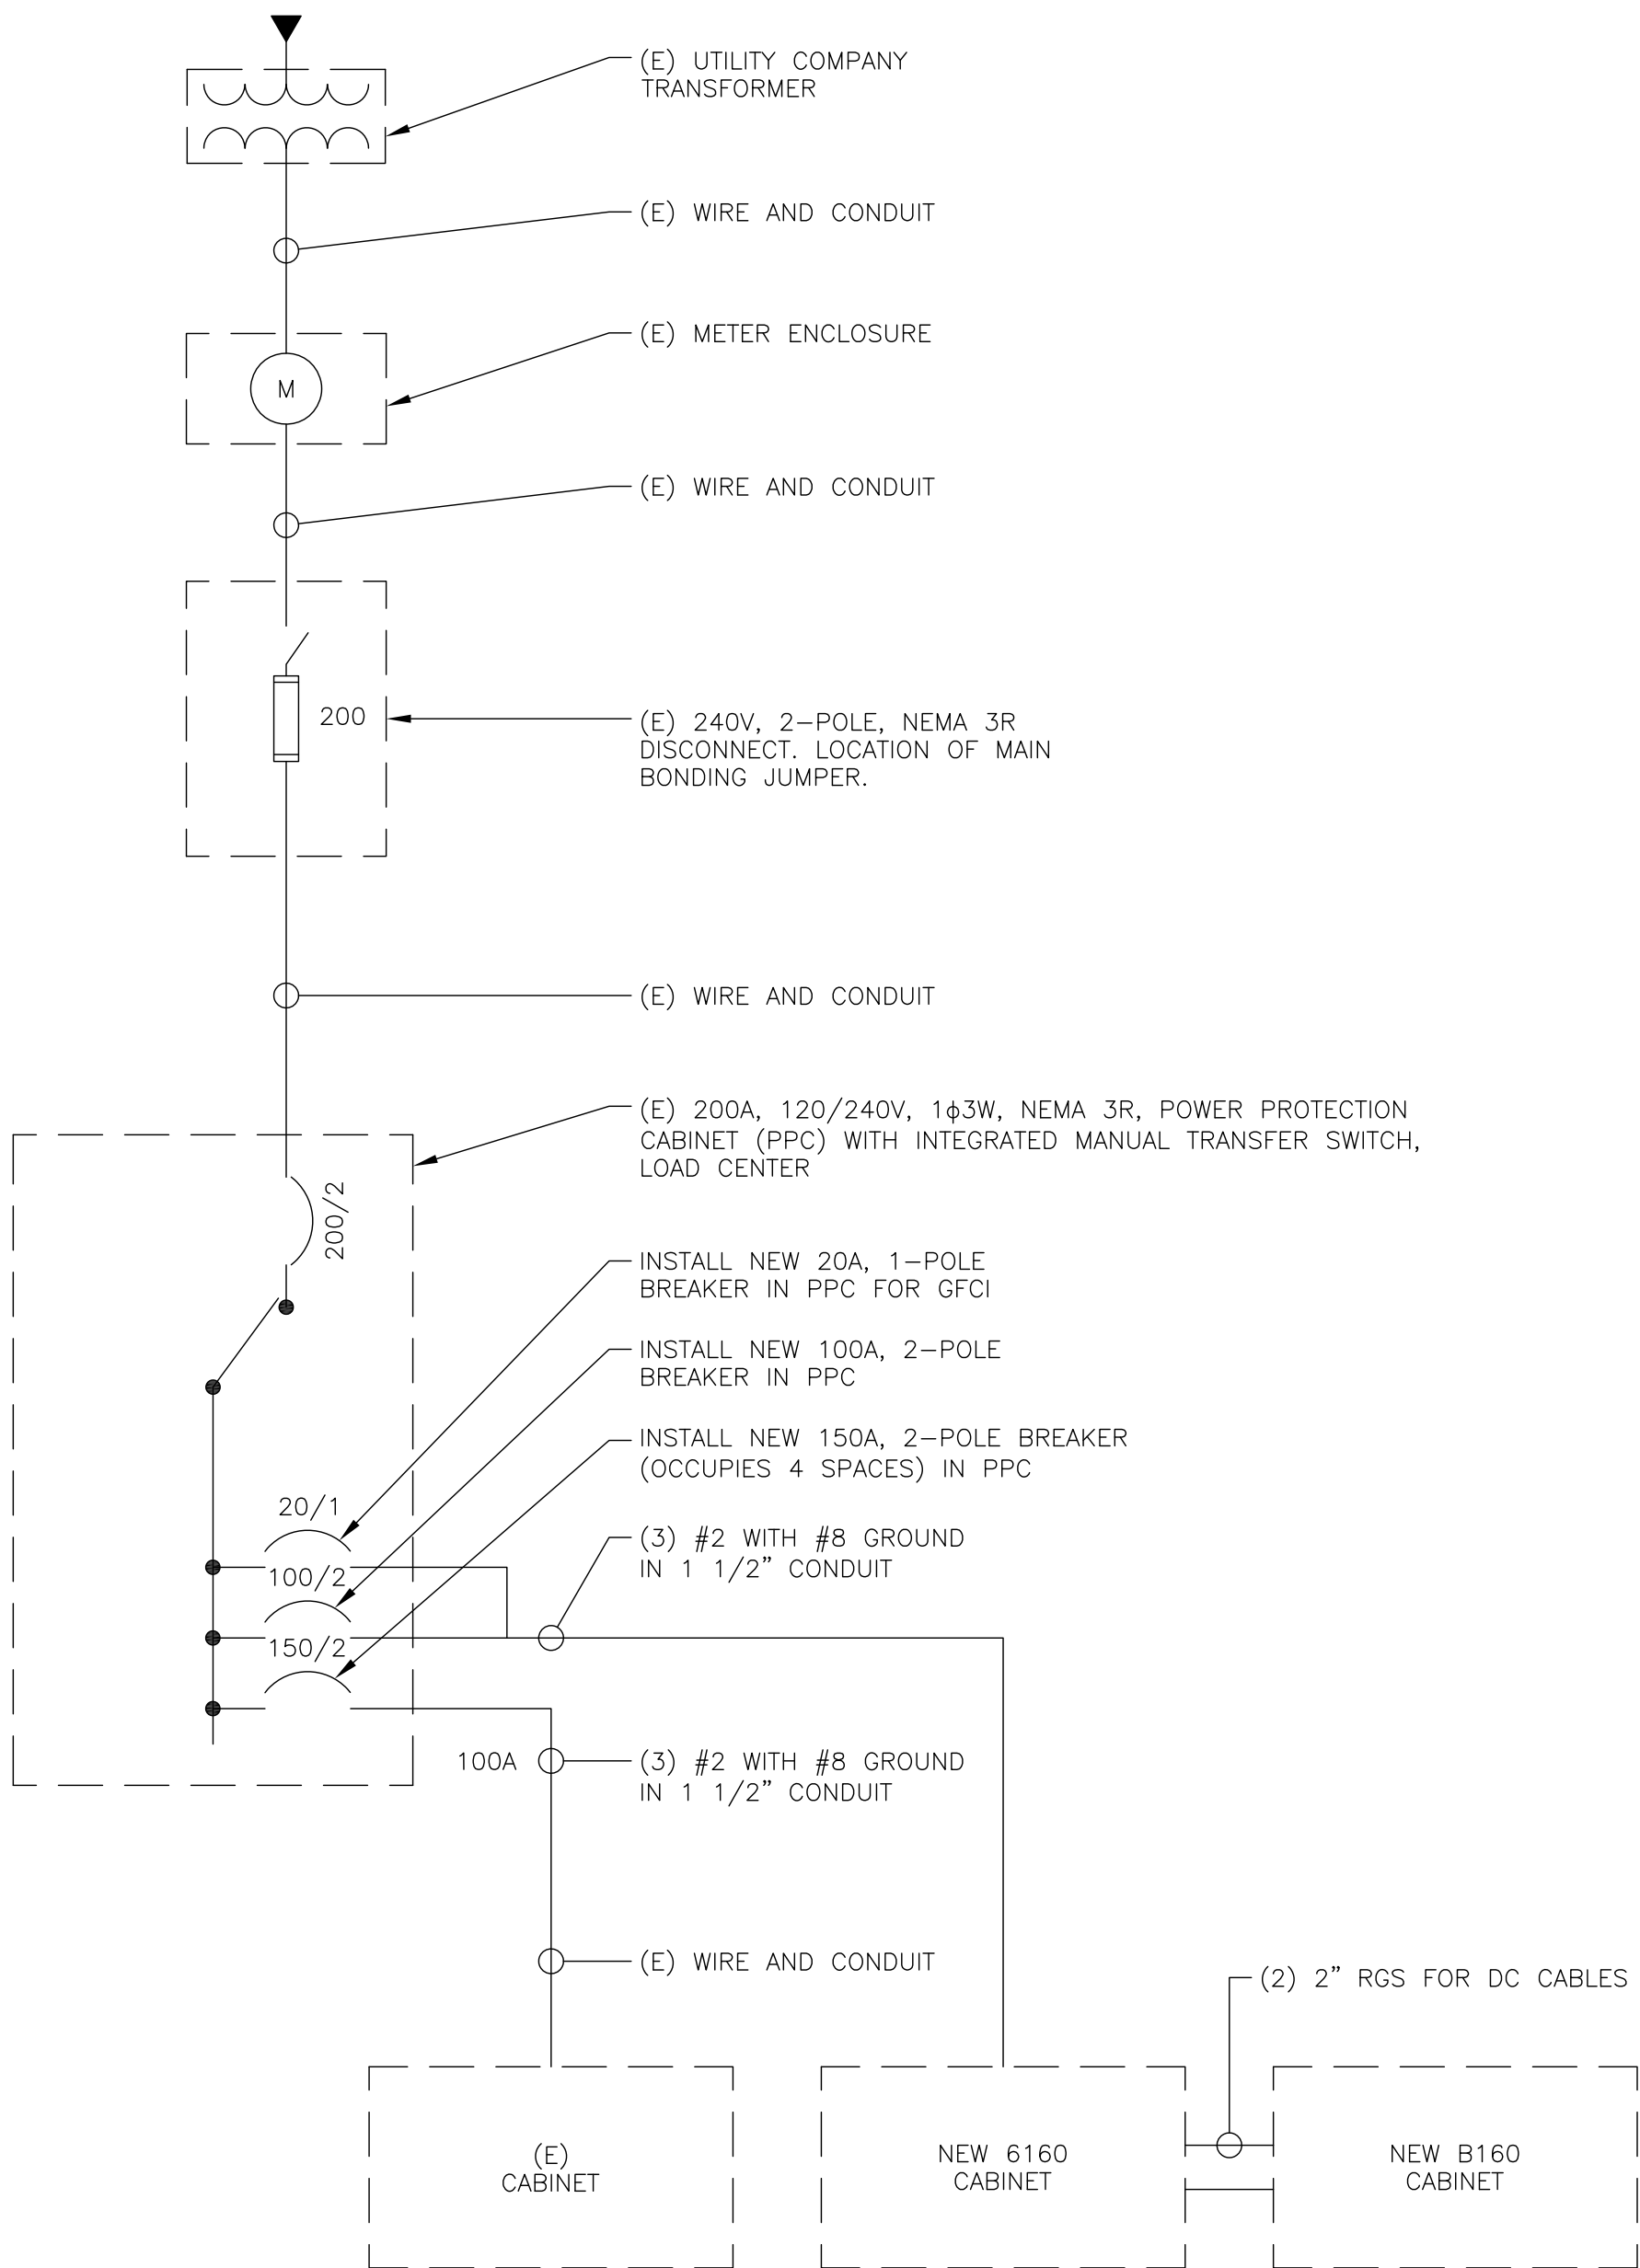 (E) UTILITY COMPANY
TRANSFORMER
(E) WIRE AND CONDUIT
(E) METER ENCLOSURE
M
(E) WIRE AND CONDUIT
200
(E) 240V, 2-POLE, NEMA 3R
DISCONNECT. LOCATION OF MAIN
BONDING JUMPER.
(E) WIRE AND CONDUIT
(E) 200A, 120/240V, 1ϕ3W, NEMA 3R, POWER PROTECTION
CABINET (PPC) WITH INTEGRATED MANUAL TRANSFER SWITCH,
LOAD CENTER
200/2
INSTALL NEW 20A, 1-POLE
BREAKER IN PPC FOR GFCI
INSTALL NEW 100A, 2-POLE
BREAKER IN PPC
INSTALL NEW 150A, 2-POLE BREAKER
(OCCUPIES 4 SPACES) IN PPC
20/1
(3) #2 WITH #8 GROUND
IN 1 1/2" CONDUIT
100/2
150/2
100A
(3) #2 WITH #8 GROUND
IN 1 1/2" CONDUIT
(E) WIRE AND CONDUIT
(2) 2" RGS FOR DC CABLES
(E)
CABINET
NEW 6160
CABINET
NEW B160
CABINET